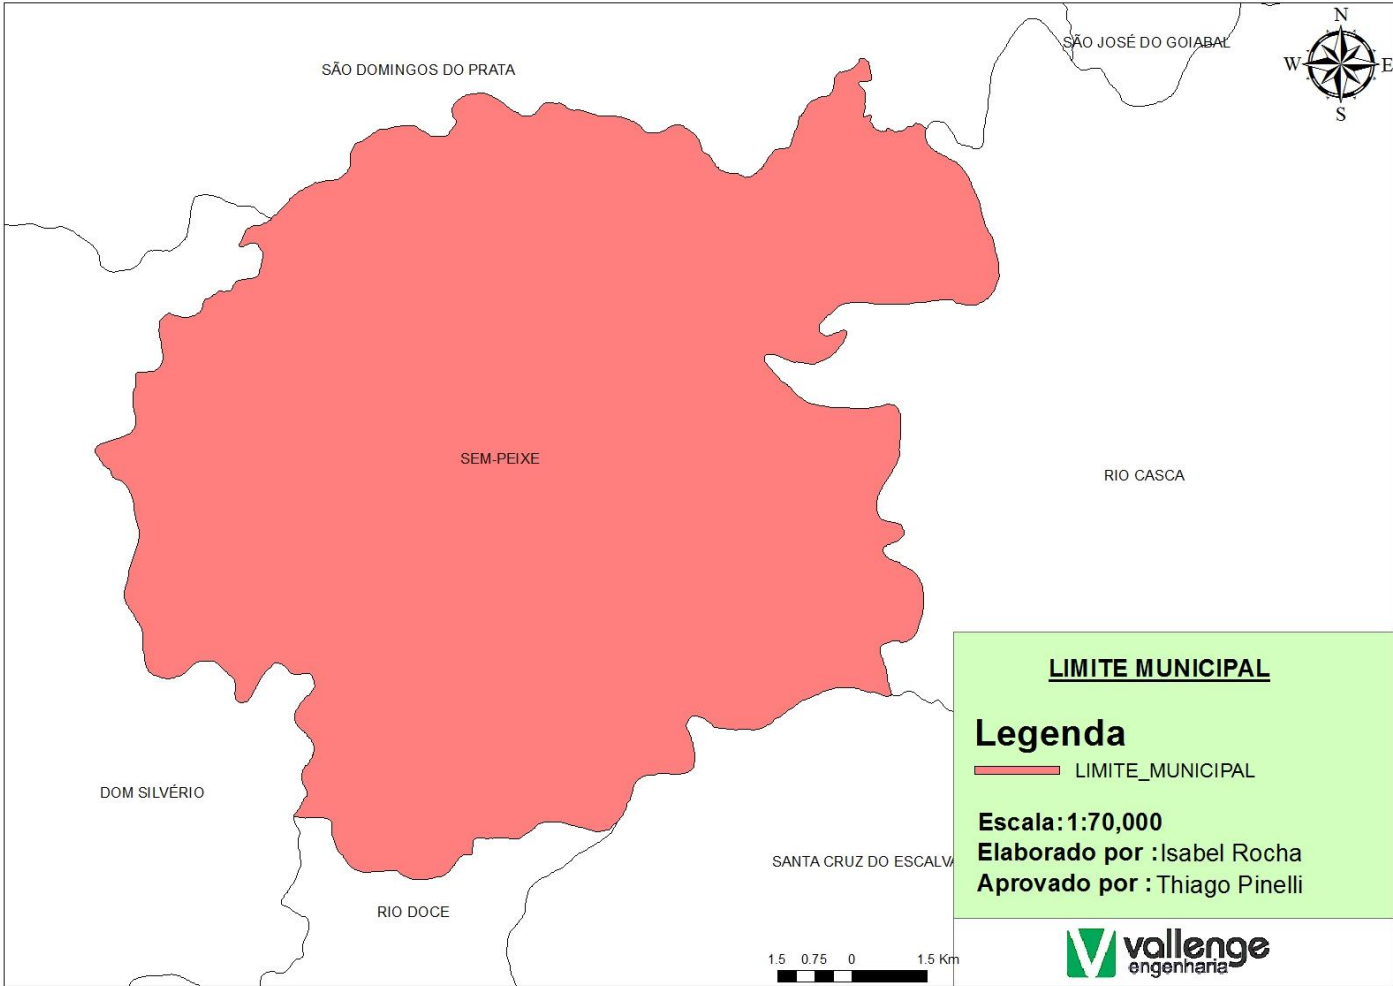 N
SÃO JOSÉ DO GOIABAL
SÃO DOMINGOS DO PRATA
W E
S
SEM-PEIXE
RIO CASCA
DOM SILVÉRIO
SANTA CRUZ DO ESCALVA
RIO DOCE
LIMITE MUNICIPAL
Legenda
LIMITE_MUNICIPAL
Escala:1:70,000
Elaborado por :Isabel Rocha
Aprovado por : Thiago Pinelli
1.5 0.75 0 1.5 Km
vallenge
engenharia